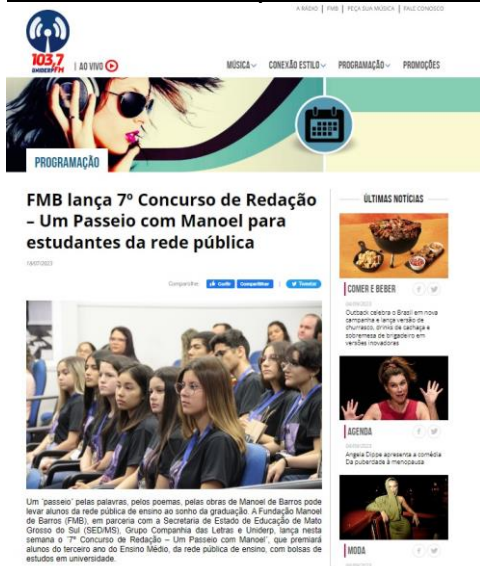 A RÁDIO | FMB | PEÇA SUA MÚSICA | FALE CONOSCO
103,7
UNIDERP FM
| AO VIVO
MÚSICA
CONEXÃO ESTILO
PROGRAMAÇÃO
PROMOÇÕES
PROGRAMAÇÃO
FMB lança 7º Concurso de Redação
– Um Passeio com Manoel para
estudantes da rede pública
18/07/2023
Compartilhe
Curtir
Compartilhar
Tweetar
Um ‘passeio’ pelas palavras, pelos poemas, pelas obras de Manoel de Barros pode
levar alunos da rede pública de ensino ao sonho da graduação. A Fundação Manoel
de Barros (FMB), em parceria com a Secretaria de Estado de Educação de Mato
Grosso do Sul (SED/MS), Grupo Companhia das Letras e Uniderp, lança nesta
semana o ‘7º Concurso de Redação – Um Passeio com Manoel’, que premiará
alunos do terceiro ano do Ensino Médio, da rede pública de ensino, com bolsas de
estudos em universidade.
ÚLTIMAS NOTÍCIAS
COMER E BEBER
Outback celebra o Brasil em nova
campanha e lança versão de
churrasco, drinks de cachaça e
sobremesa de brigadeiro em
versões inovadoras
AGENDA
Angela Dippe apresenta a comédia
Da puberdade à menopausa
MODA